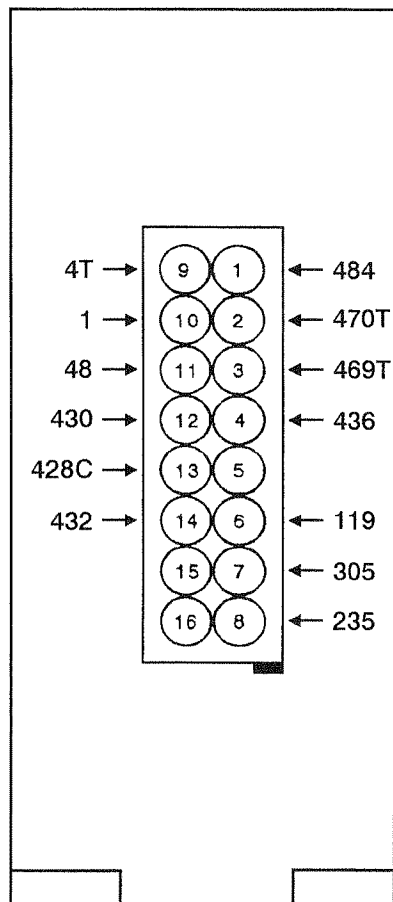 4T → 9 1 ← 484
1 → 10 2 ← 470T
48 → 11 3 ← 469T
430 → 12 4 ← 436
428C → 13 5
432 → 14 6 ← 119
15 7 ← 305
16 8 ← 235